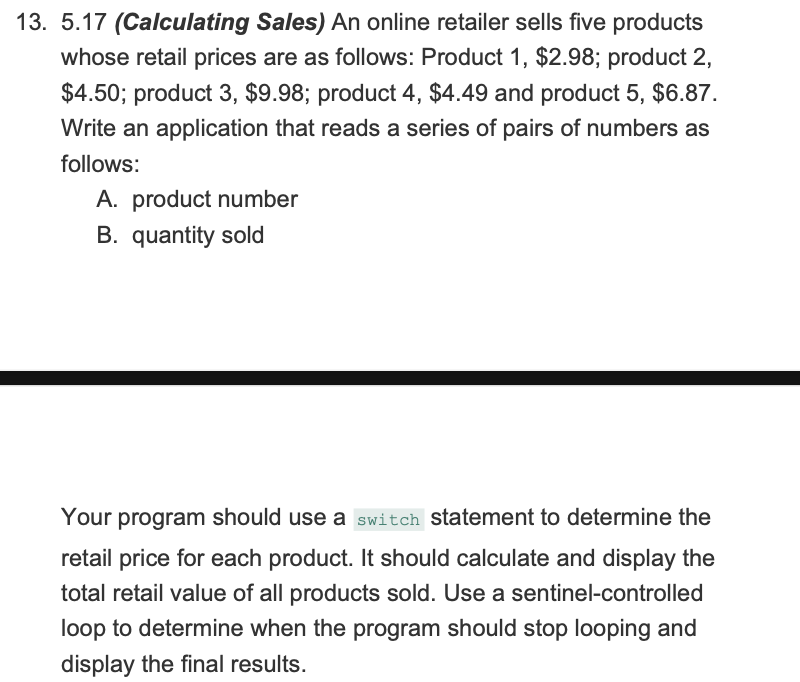 13. 5.17 (Calculating Sales) An online retailer sells five products
whose retail prices are as follows: Product 1, $2.98; product 2,
$4.50; product 3, $9.98; product 4, $4.49 and product 5, $6.87.
Write an application that reads a series of pairs of numbers as
follows:
A. product number
B. quantity sold
Your program should use a switch statement to determine the
retail price for each product. It should calculate and display the
total retail value of all products sold. Use a sentinel-controlled
loop to determine when the program should stop looping and
display the final results.